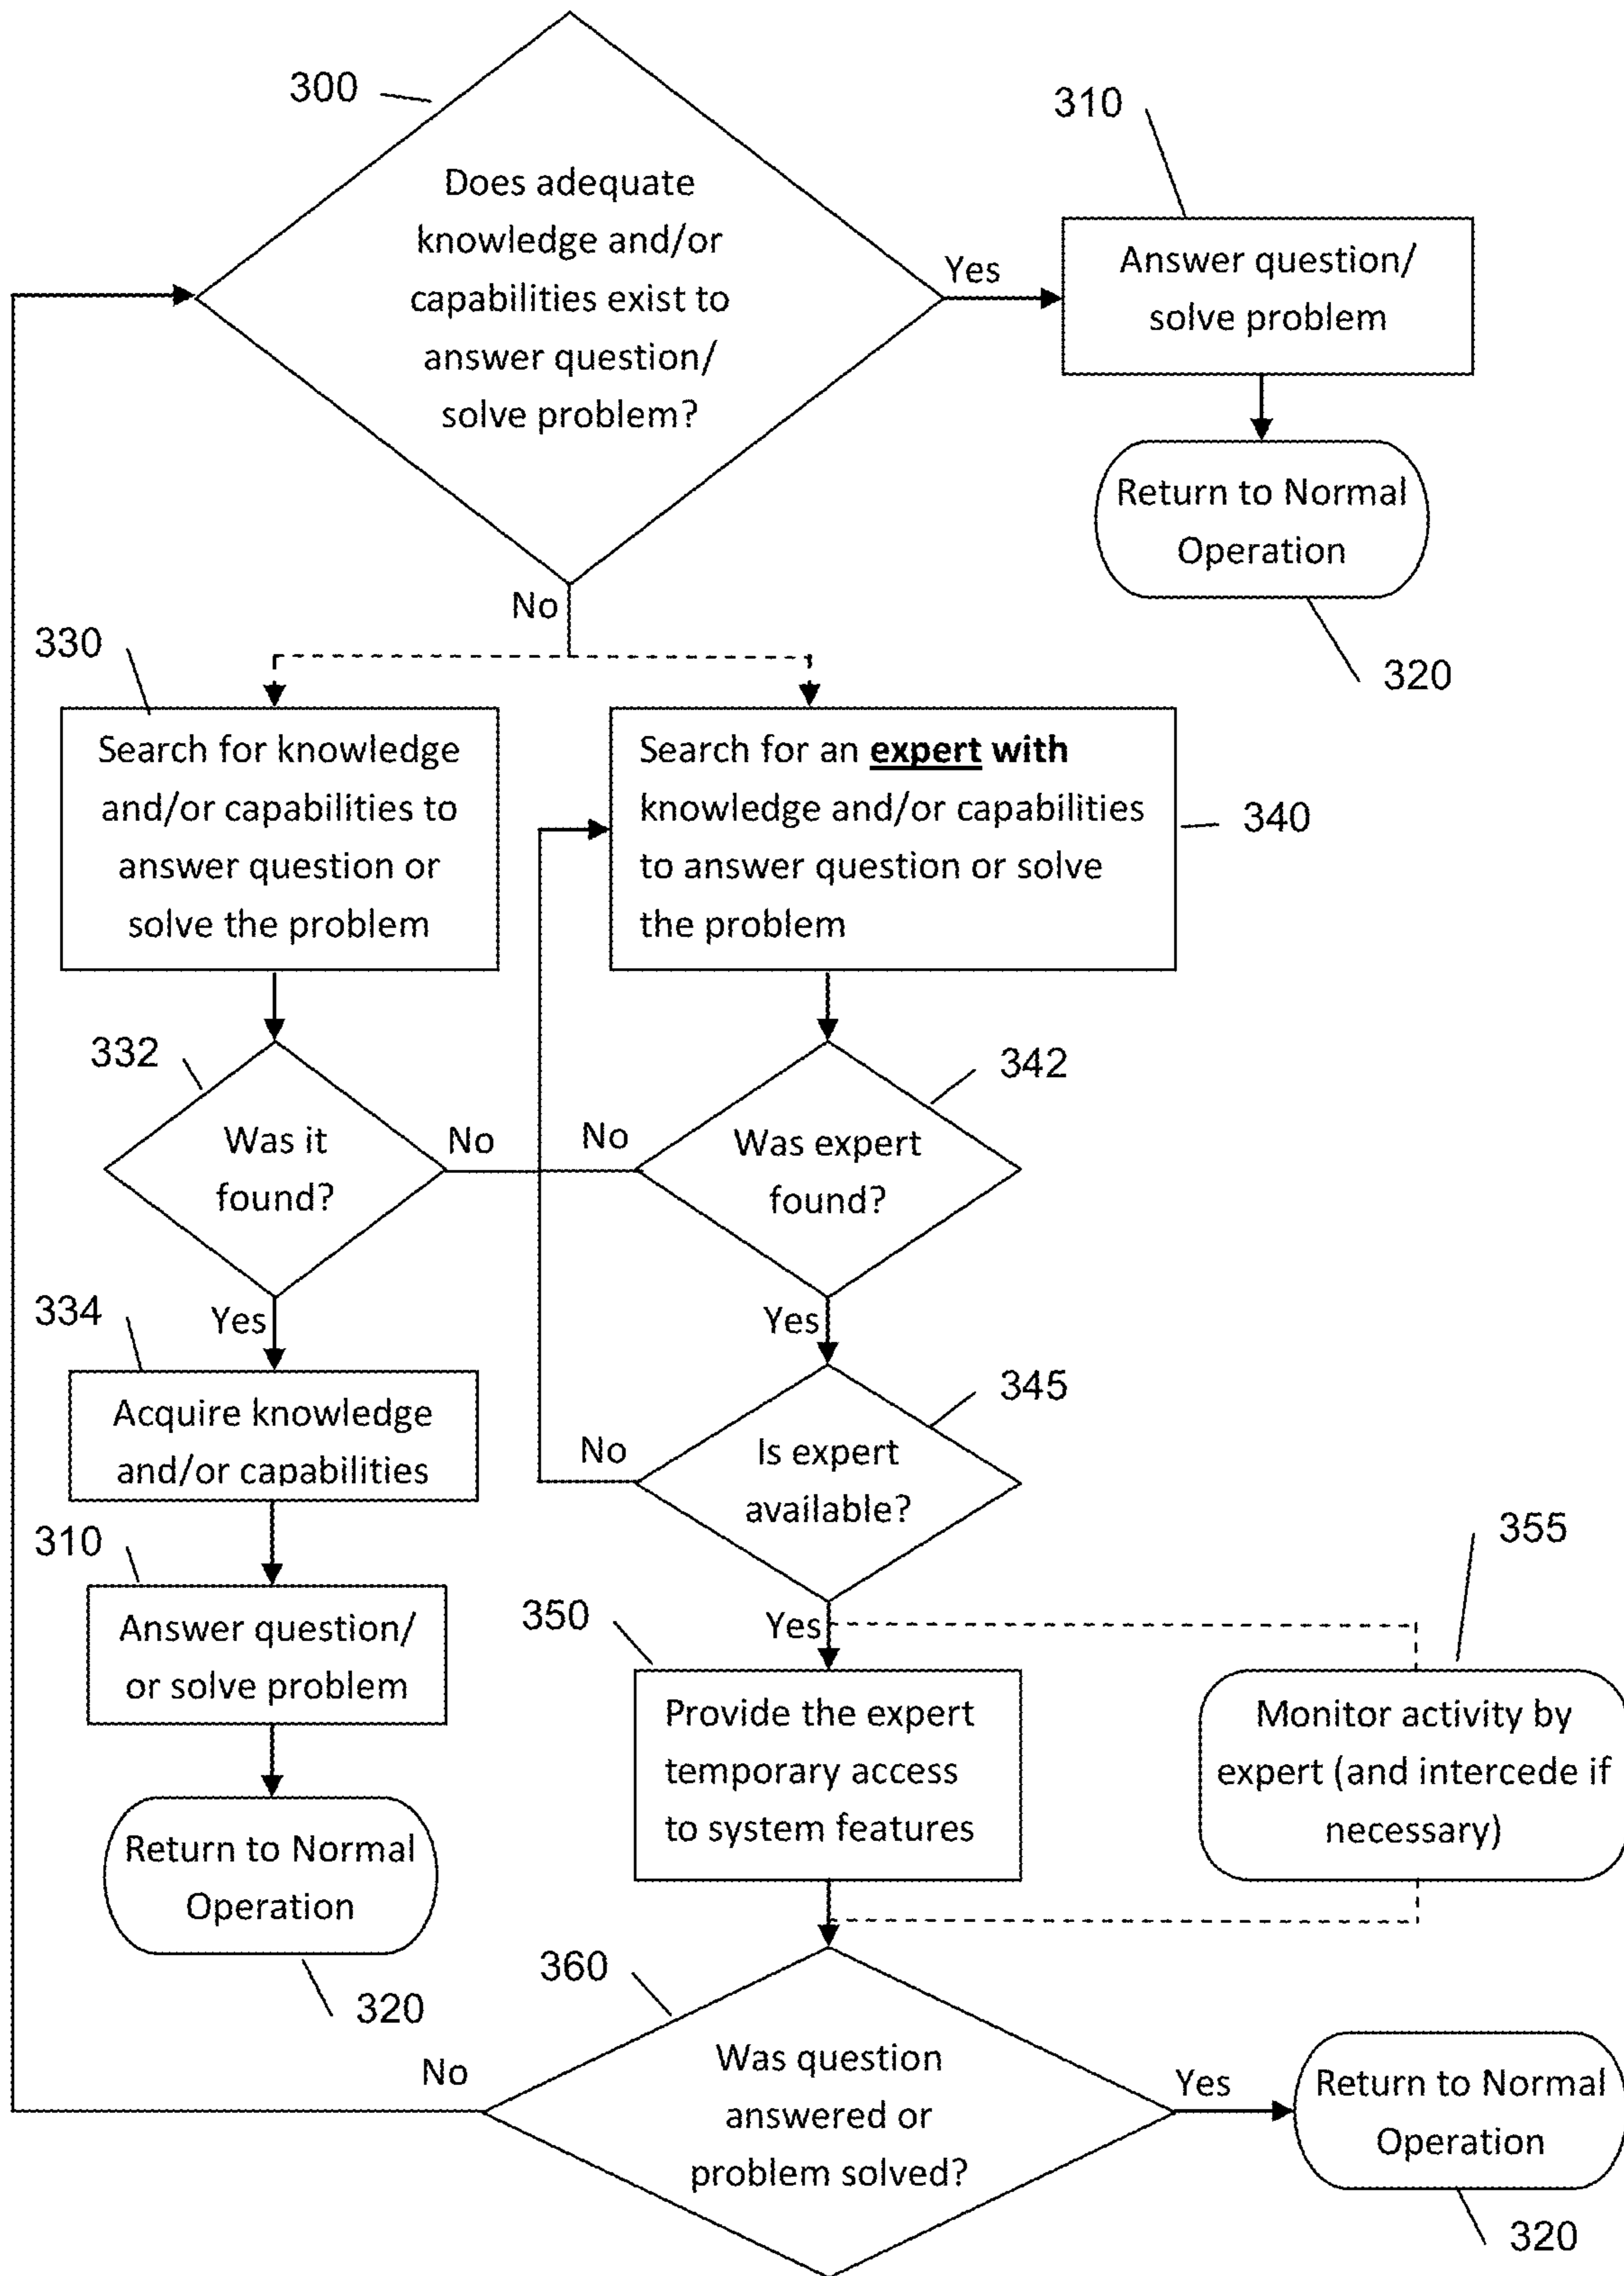 300
Does adequate
knowledge and/or
capabilities exist to
answer question/
solve problem?
Yes
310
Answer question/
solve problem
Return to Normal
Operation
320
No
330
Search for knowledge
and/or capabilities to
answer question or
solve the problem
Search for an expert with
knowledge and/or capabilities
to answer question or solve
the problem
340
332
Was it
found?
No
No
342
Was expert
found?
Yes
334
Acquire knowledge
and/or capabilities
310
Answer question/
or solve problem
Return to Normal
Operation
320
Yes
345
Is expert
available?
No
Yes
350
Provide the expert
temporary access
to system features
355
Monitor activity by
expert (and intercede if
necessary)
360
Was question
answered or
problem solved?
No
Yes
Return to Normal
Operation
320